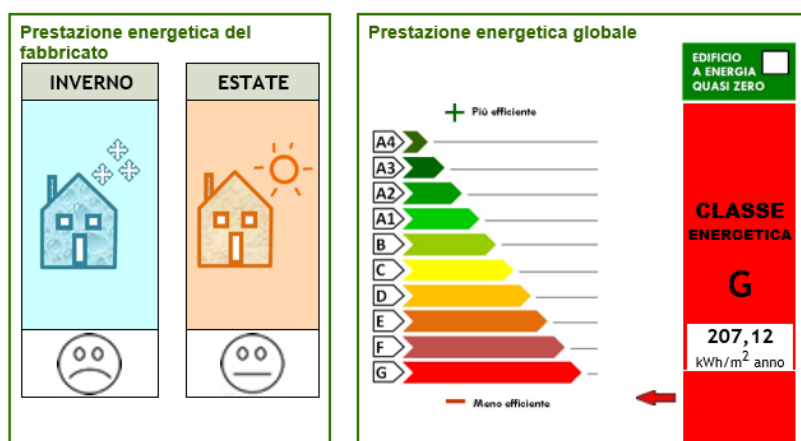 Prestazione energetica del
fabbricato
INVERNO
ESTATE
Prestazione energetica globale
Più efficiente
A4
A3
A2
A1
B
C
D
E
F
G
Meno efficiente
EDIFICIO
A ENERGIA
QUASI ZERO
CLASSE
ENERGETICA
G
207,12
kWh/m² anno